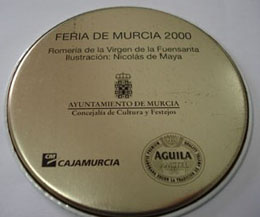 FERIA DE MURCIA 2000
Romería de la Virgen de la Fuensanta
Ilustración: Nicolás de Maya
AYUNTAMIENTO DE MURCIA
Concejalía de Cultura y Festejos
CM
CAJAMURCIA
AGUILA